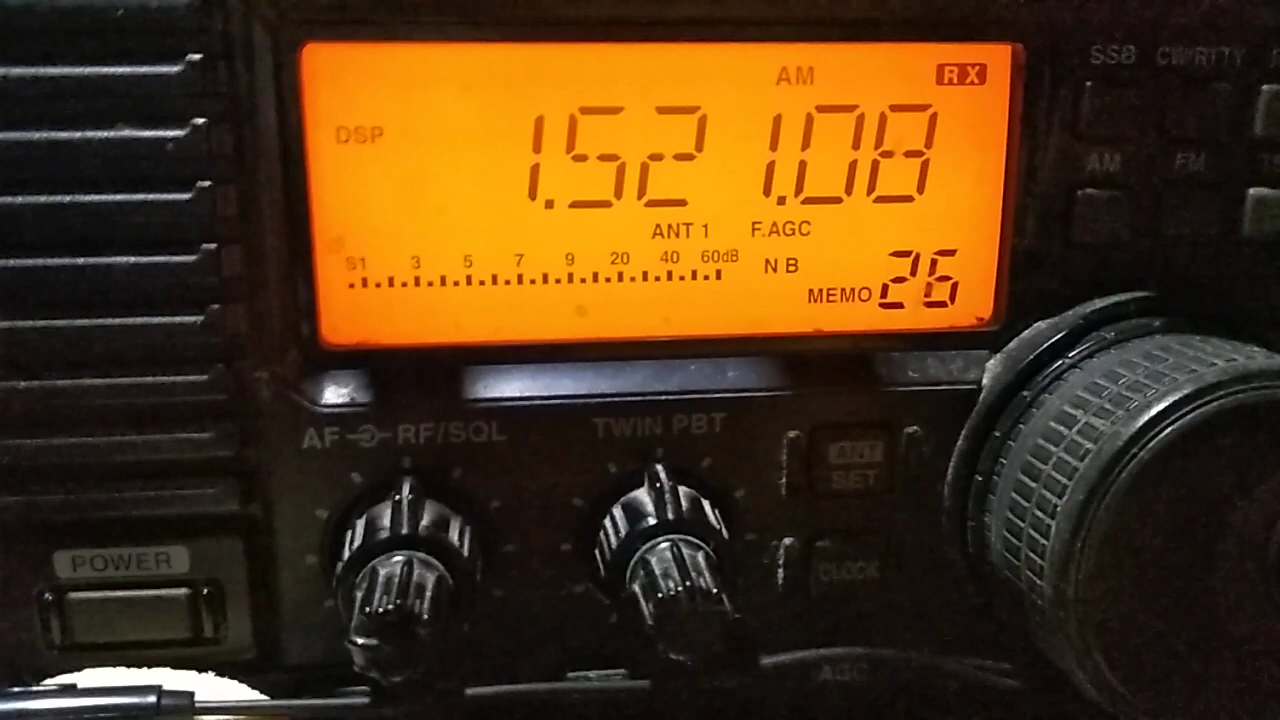 SSB CW/RTTY
AM RX
DSP 1.521.08
AM FM
ANT 1 F.AGC
S1 3 5 7 9 20 40 60dB NB
MEMO 26
AF RF/SQL TWIN PBT
ANT
SET
POWER CLOCK
AGC